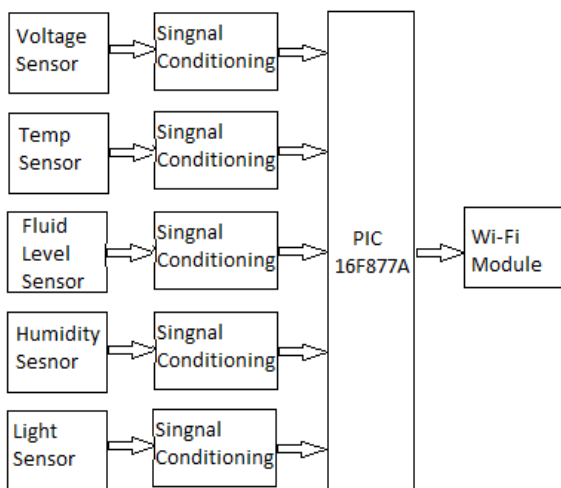 Voltage
Sensor
Singnal
Conditioning
Temp
Sensor
Singnal
Conditioning
Fluid
Level
Sensor
Singnal
Conditioning
Humidity
Sesnor
Singnal
Conditioning
Light
Sensor
Singnal
Conditioning
PIC
16F877A
Wi-Fi
Module